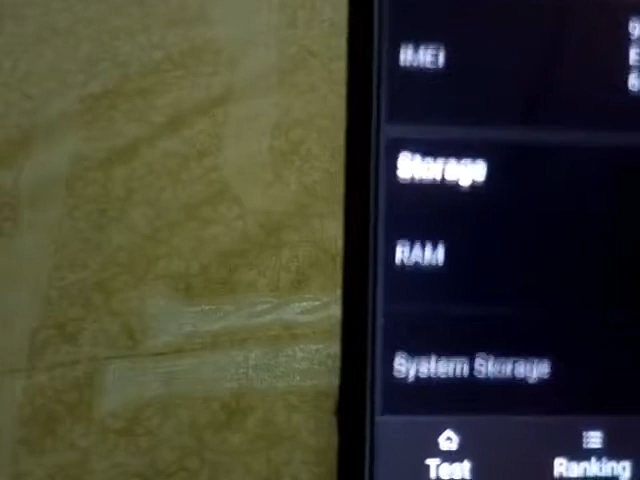 IMEI
Storage
RAM
System Storage
Test
Ranking